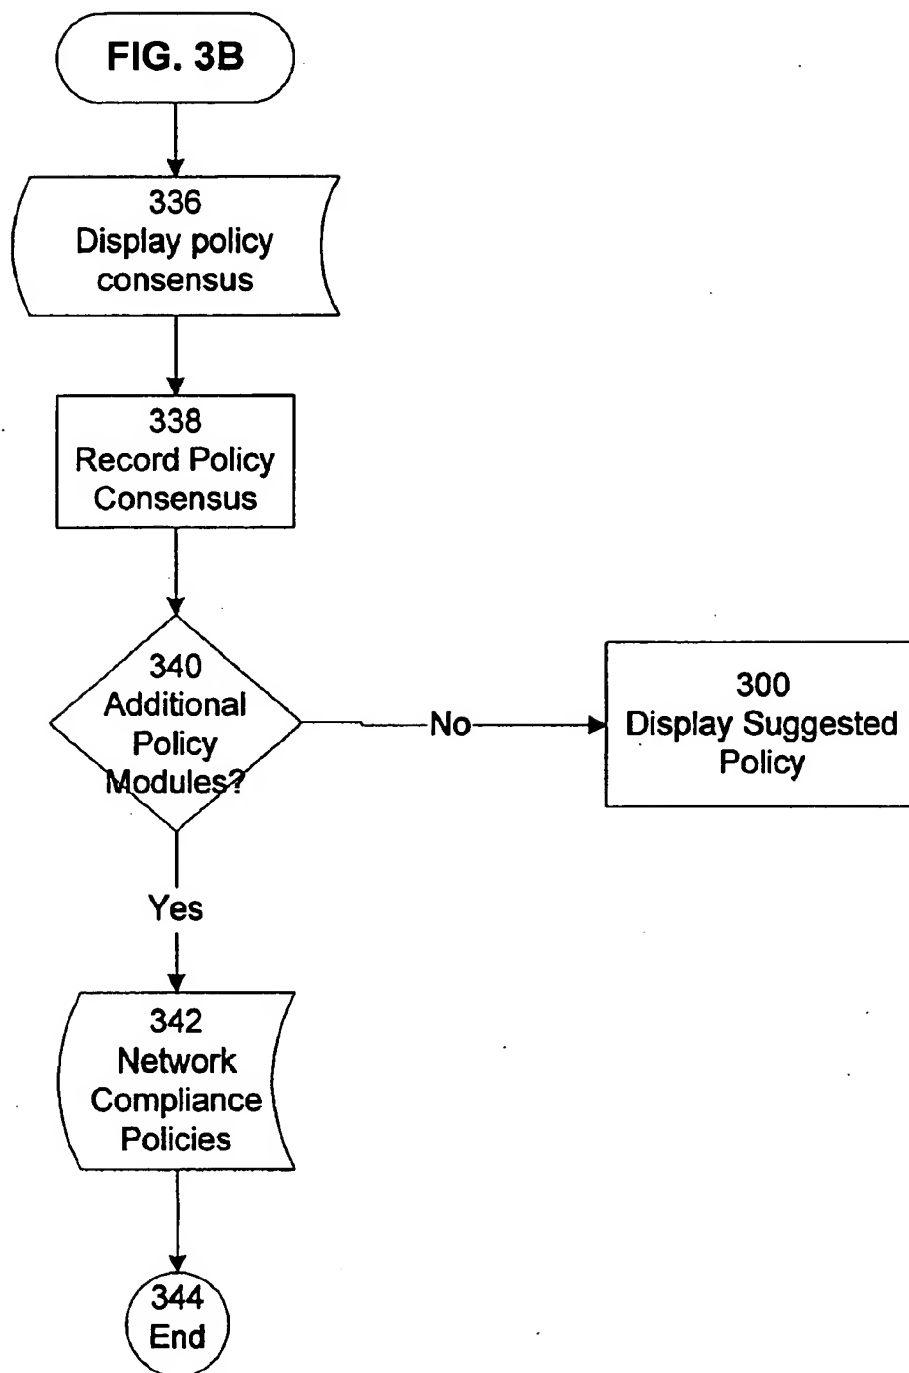 FIG. 3B
336
Display policy
consensus
338
Record Policy
Consensus
340
Additional
Policy
Modules?
No
300
Display Suggested
Policy
Yes
342
Network
Compliance
Policies
344
End